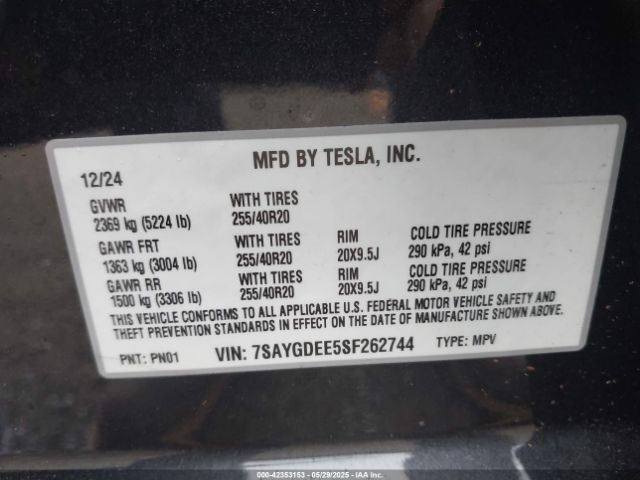 MFD BY TESLA, INC.
12/24
GVWR WITH TIRES
2369 kg (5224 lb) 255/40R20
GAWR FRT WITH TIRES RIM COLD TIRE PRESSURE
1363 kg (3004 lb) 255/40R20 20X9.5J 290 kPa, 42 psi
GAWR RR WITH TIRES RIM COLD TIRE PRESSURE
1500 kg (3306 lb) 255/40R20 20X9.5J 290 kPa, 42 psi
THIS VEHICLE CONFORMS TO ALL APPLICABLE U.S. FEDERAL MOTOR VEHICLE SAFETY AND
THEFT PREVENTION STANDARDS IN EFFECT ON THE DATE OF MANUFACTURE SHOWN ABOVE.
PNT: PN01 VIN: 7SAYGDEE5SF262744 TYPE: MPV
000-42353153 - 05/29/2025 - IAA Inc.